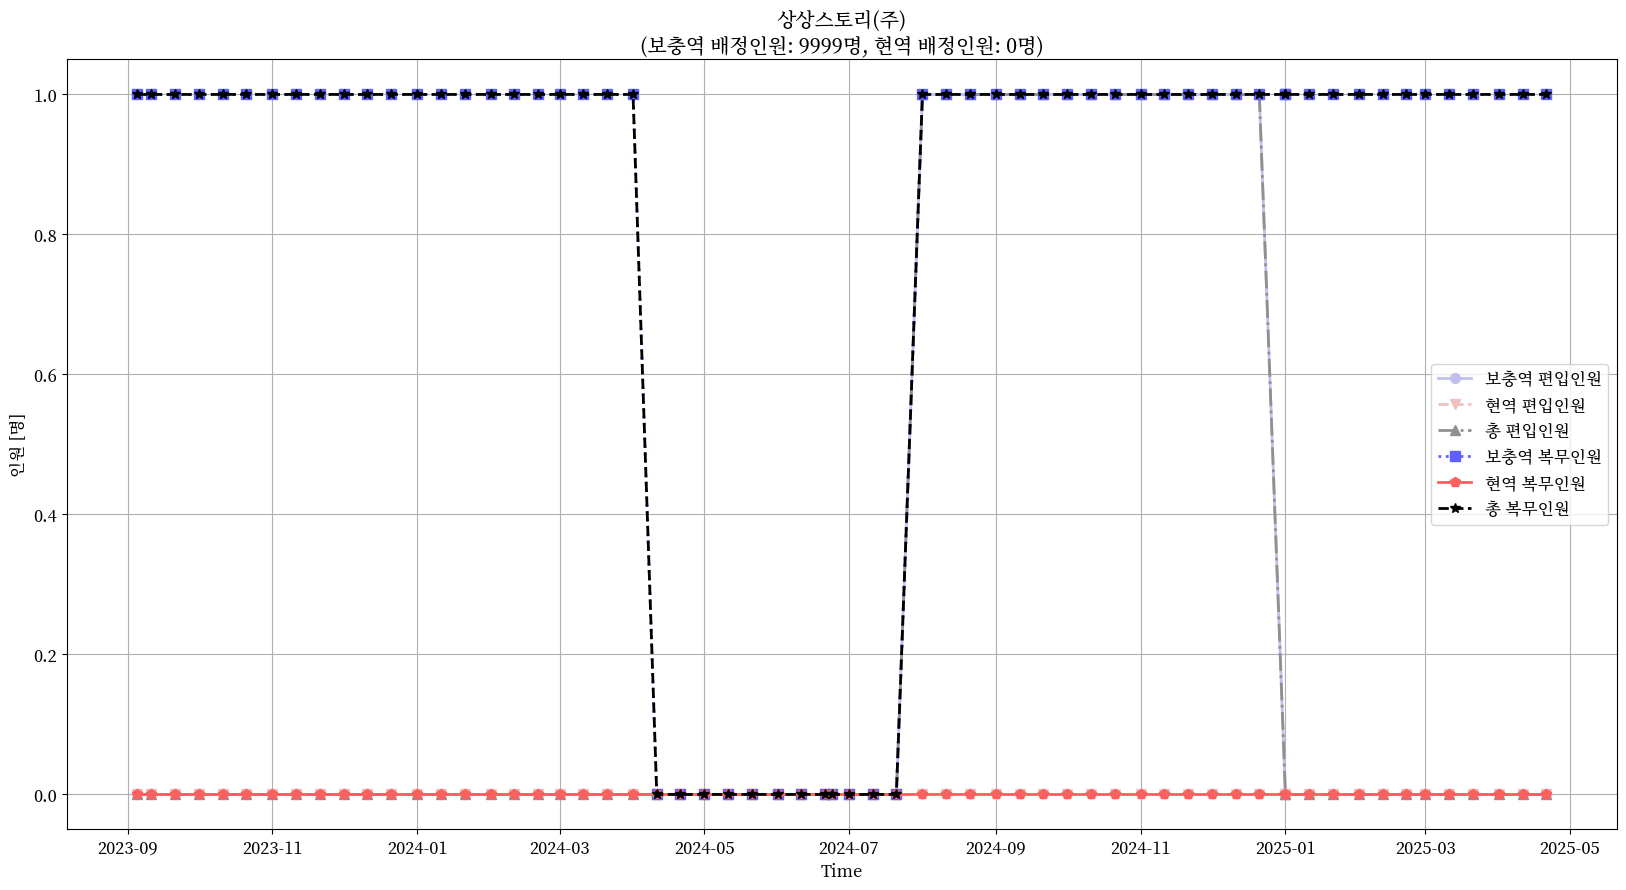 상상스토리(주)
(보충역 배정인원: 9999명, 현역 배정인원: 0명)
인원 [명]
1.0
0.8
0.6
0.4
0.2
0.0
보충역 편입인원
현역 편입인원
총 편입인원
보충역 복무인원
현역 복무인원
총 복무인원
2023-09 2023-11 2024-01 2024-03 2024-05 2024-07 2024-09 2024-11 2025-01 2025-03 2025-05
Time